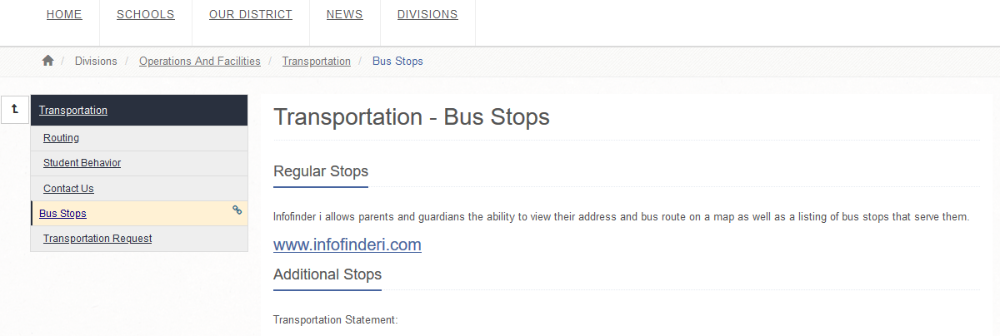 HOME SCHOOLS OUR DISTRICT NEWS DIVISIONS
/ Divisions / Operations And Facilities / Transportation / Bus Stops
Transportation
Routing
Student Behavior
Contact Us
Bus Stops
Transportation Request
Transportation - Bus Stops
Regular Stops
Infofinder i allows parents and guardians the ability to view their address and bus route on a map as well as a listing of bus stops that serve them.
www.infofinderi.com
Additional Stops
Transportation Statement: